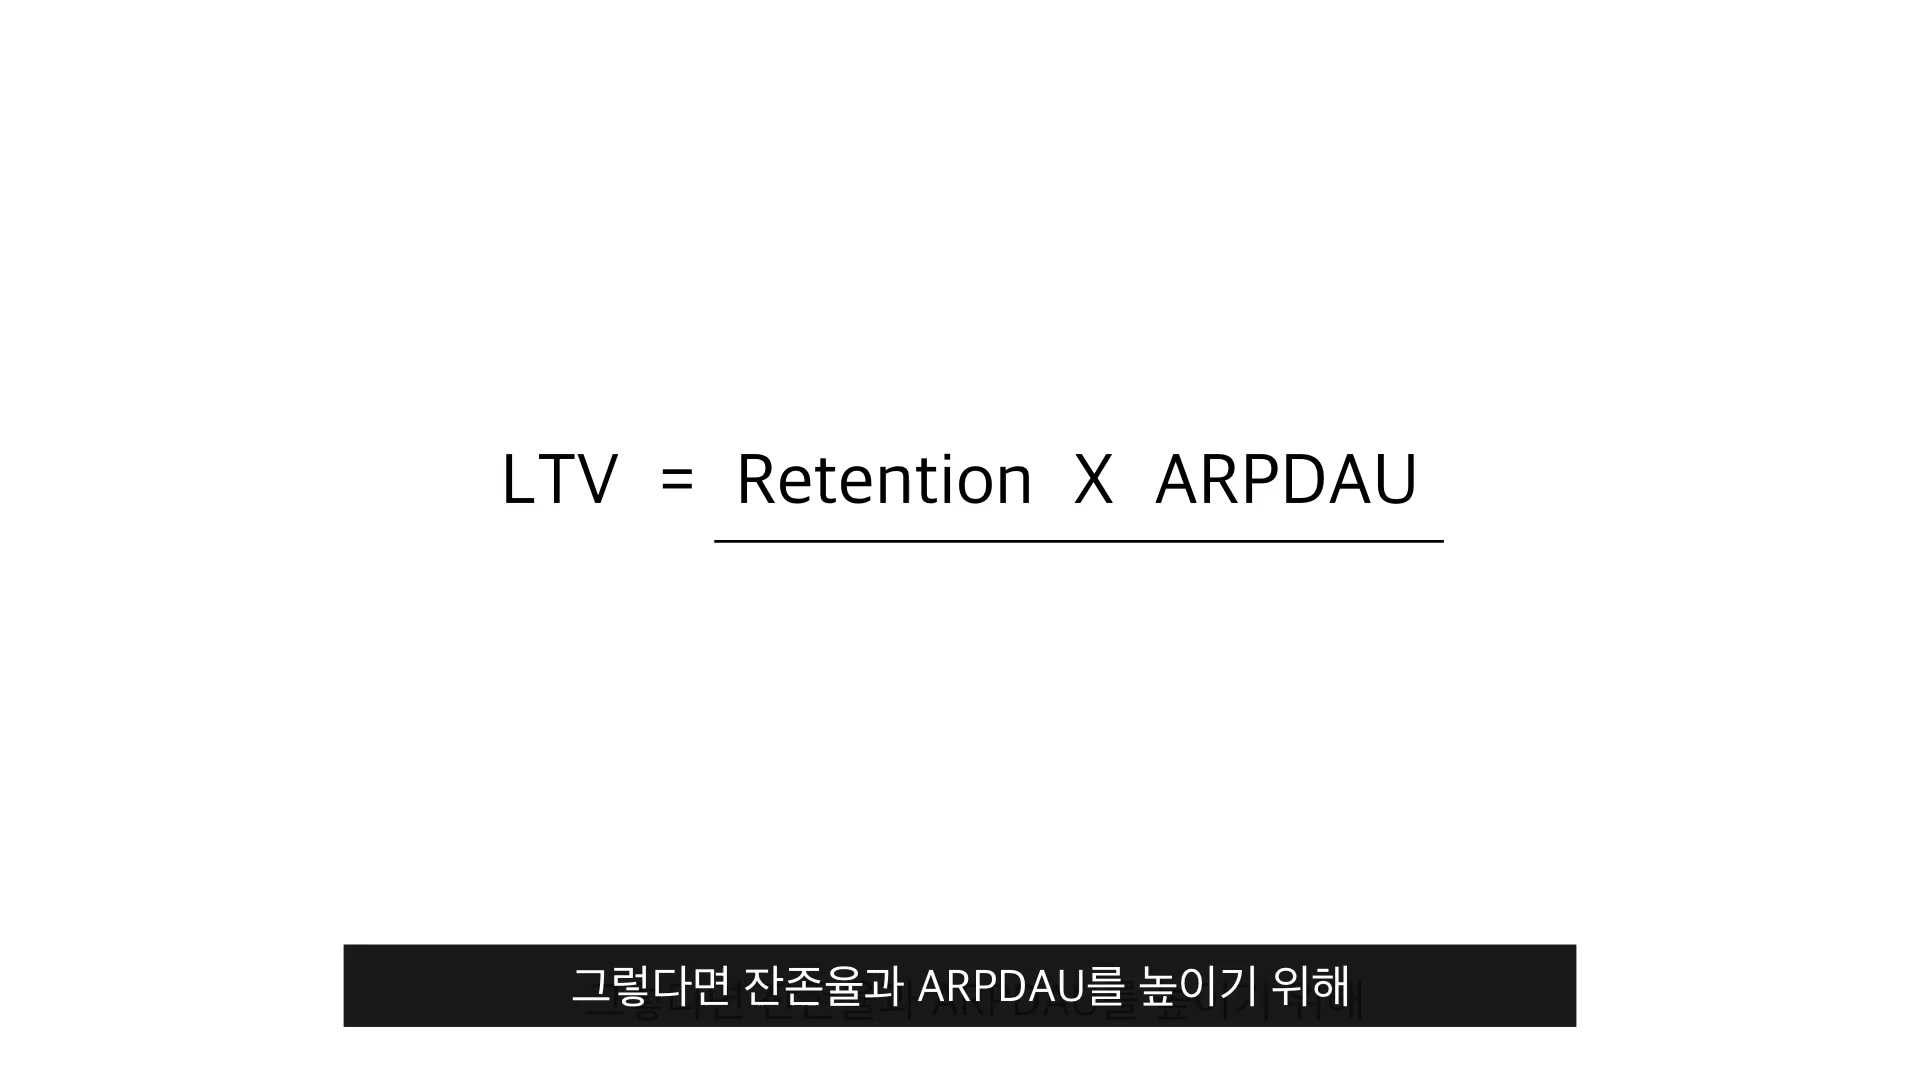 LTV = Retention X ARPDAU
그렇다면 잔존율과 ARPDAU를 높이기 위해